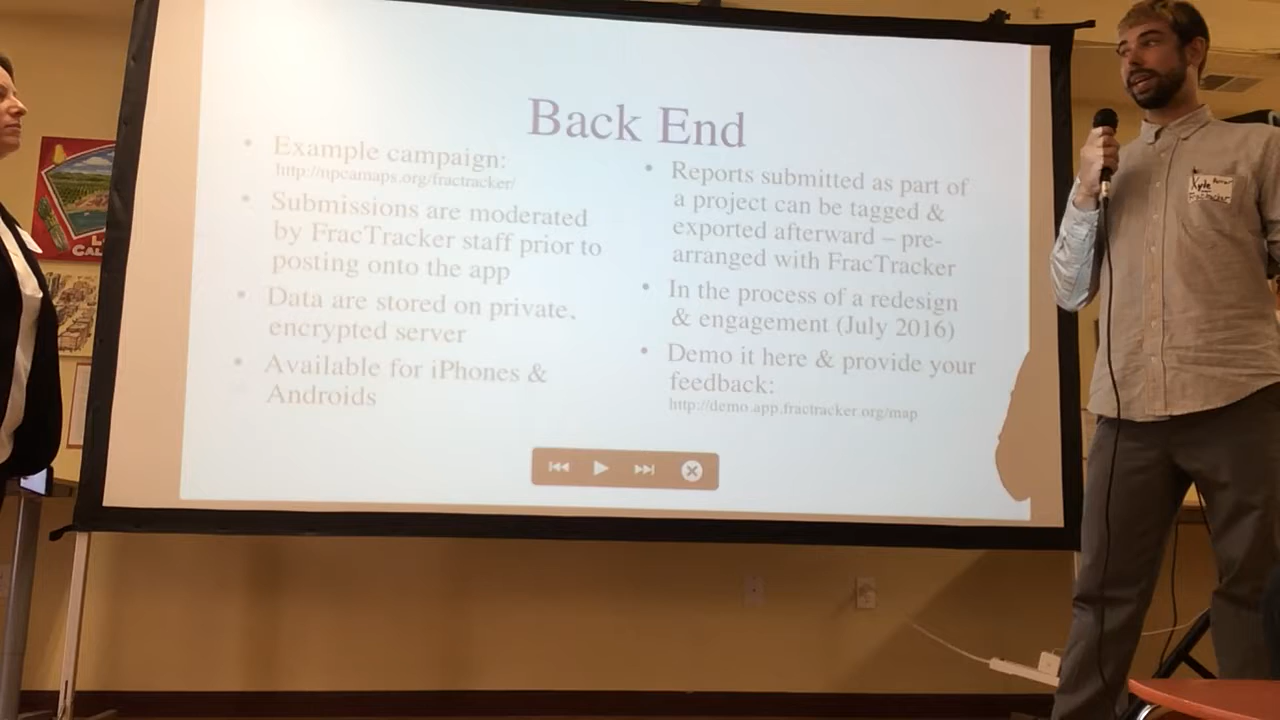 Back End
• Example campaign:
http://npcamaps.org/fractracker/
• Submissions are moderated
by FracTracker staff prior to
posting onto the app
• Data are stored on private,
encrypted server
• Available for iPhones &
Androids
• Reports submitted as part of
a project can be tagged &
exported afterward – pre-
arranged with FracTracker
• In the process of a redesign
& engagement (July 2016)
• Demo it here & provide your
feedback:
http://demo.app.fractracker.org/map
Kyle
FracTracker